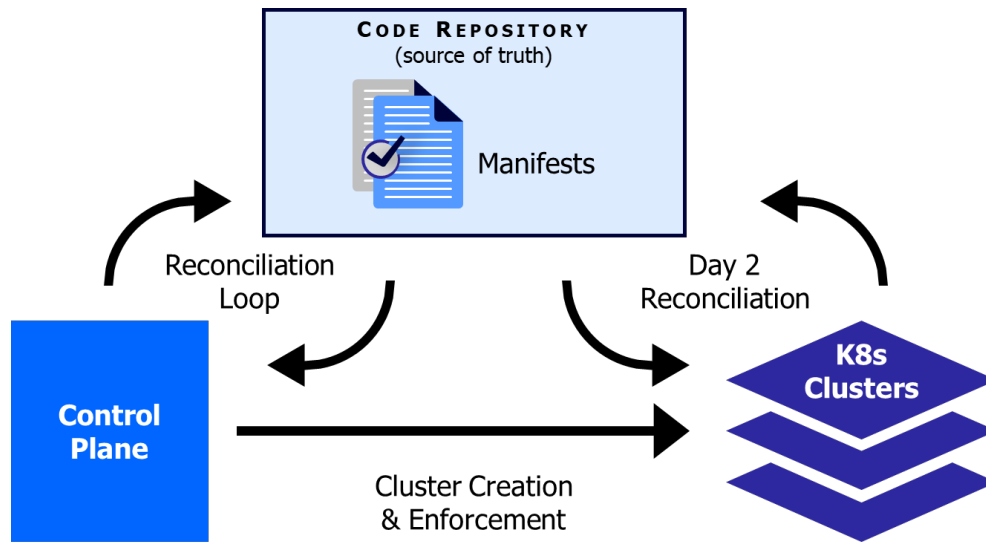 CODE REPOSITORY
(source of truth)
Manifests
Reconciliation
Loop
Day 2
Reconciliation
Control
Plane
K8s
Clusters
Cluster Creation
& Enforcement